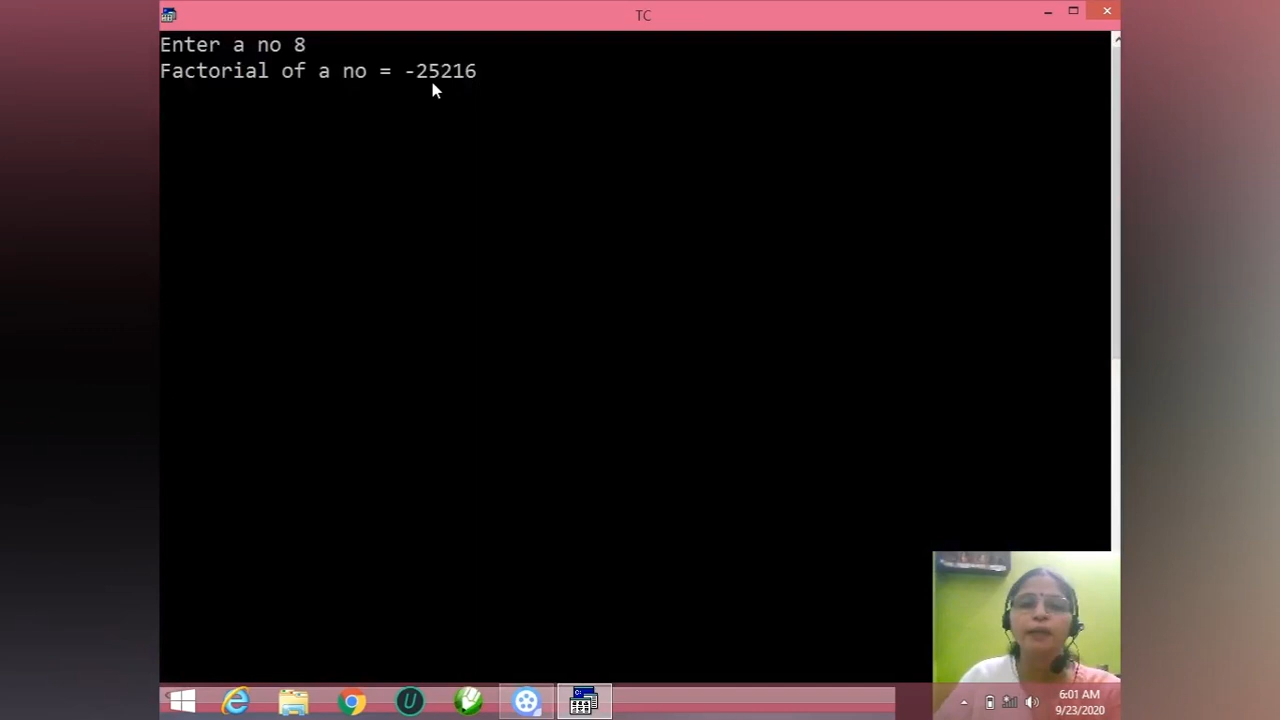 TC
Enter a no 8
Factorial of a no = -25216
6:01 AM
9/23/2020